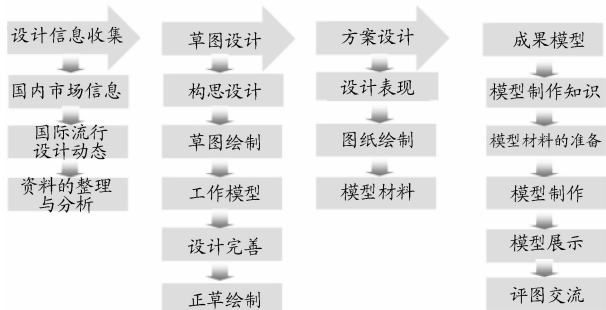 设计信息收集
国内市场信息
国际流行
设计动态
资料的整理
与分析
草图设计
构思设计
草图绘制
工作模型
设计完善
正草绘制
方案设计
设计表现
图纸绘制
模型材料
成果模型
模型制作知识
模型材料的准备
模型制作
模型展示
评图交流